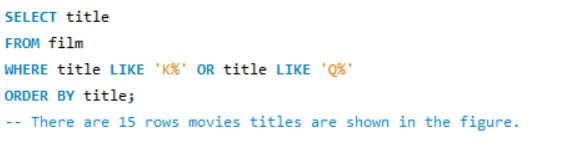 SELECT title
FROM film
WHERE title LIKE 'K%' OR title LIKE 'Q%'
ORDER BY title;
-- There are 15 rows movies titles are shown in the figure.